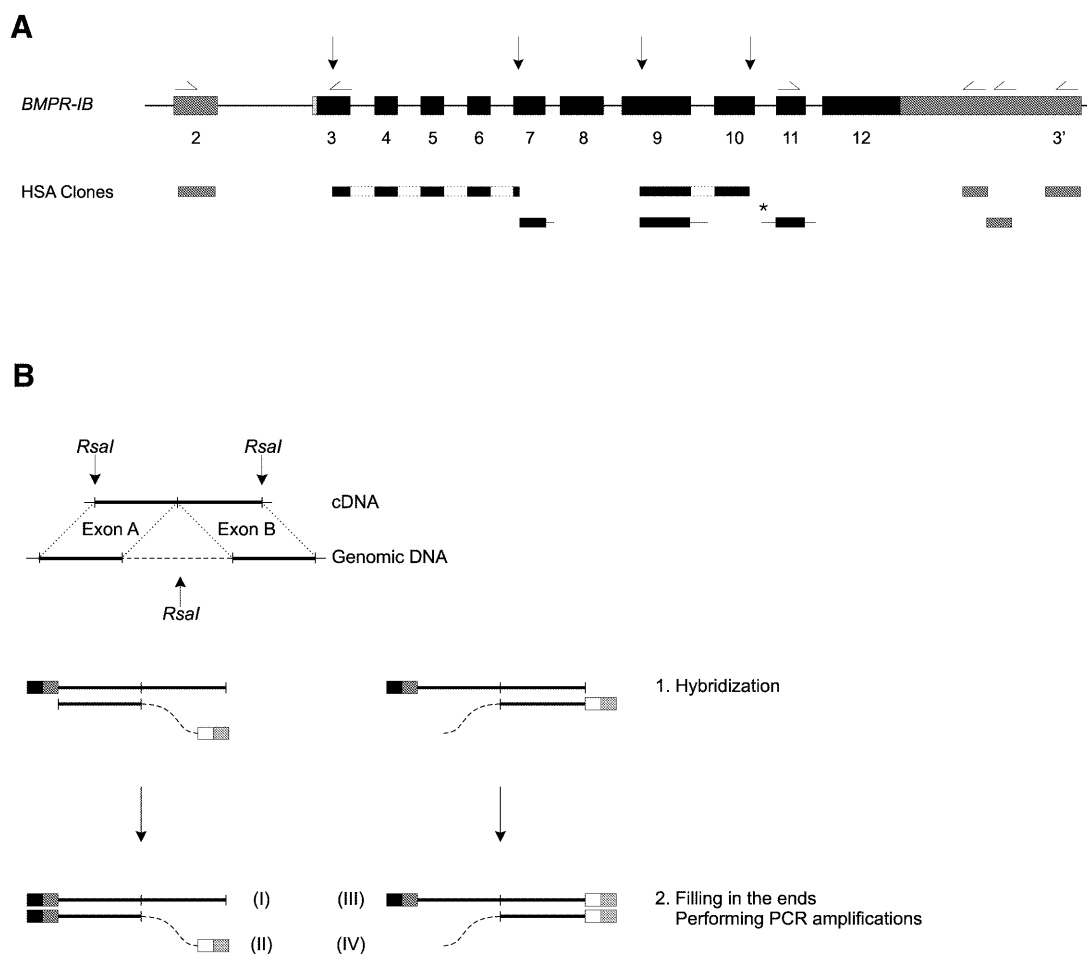 A
BMPR-IB
2 3 4 5 6 7 8 9 10 11 12 3'
HSA Clones
*
B
RsaI RsaI
cDNA
Exon A Exon B
Genomic DNA
RsaI
1. Hybridization
(I) (III) 2. Filling in the ends
Performing PCR amplifications
(II) (IV)